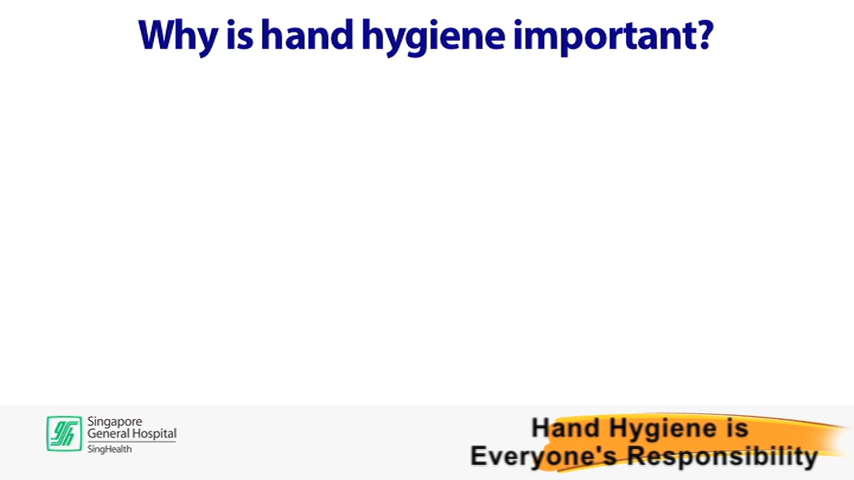 Why is hand hygiene important?
Singapore
General Hospital
SingHealth
Hand Hygiene is
Everyone's Responsibility